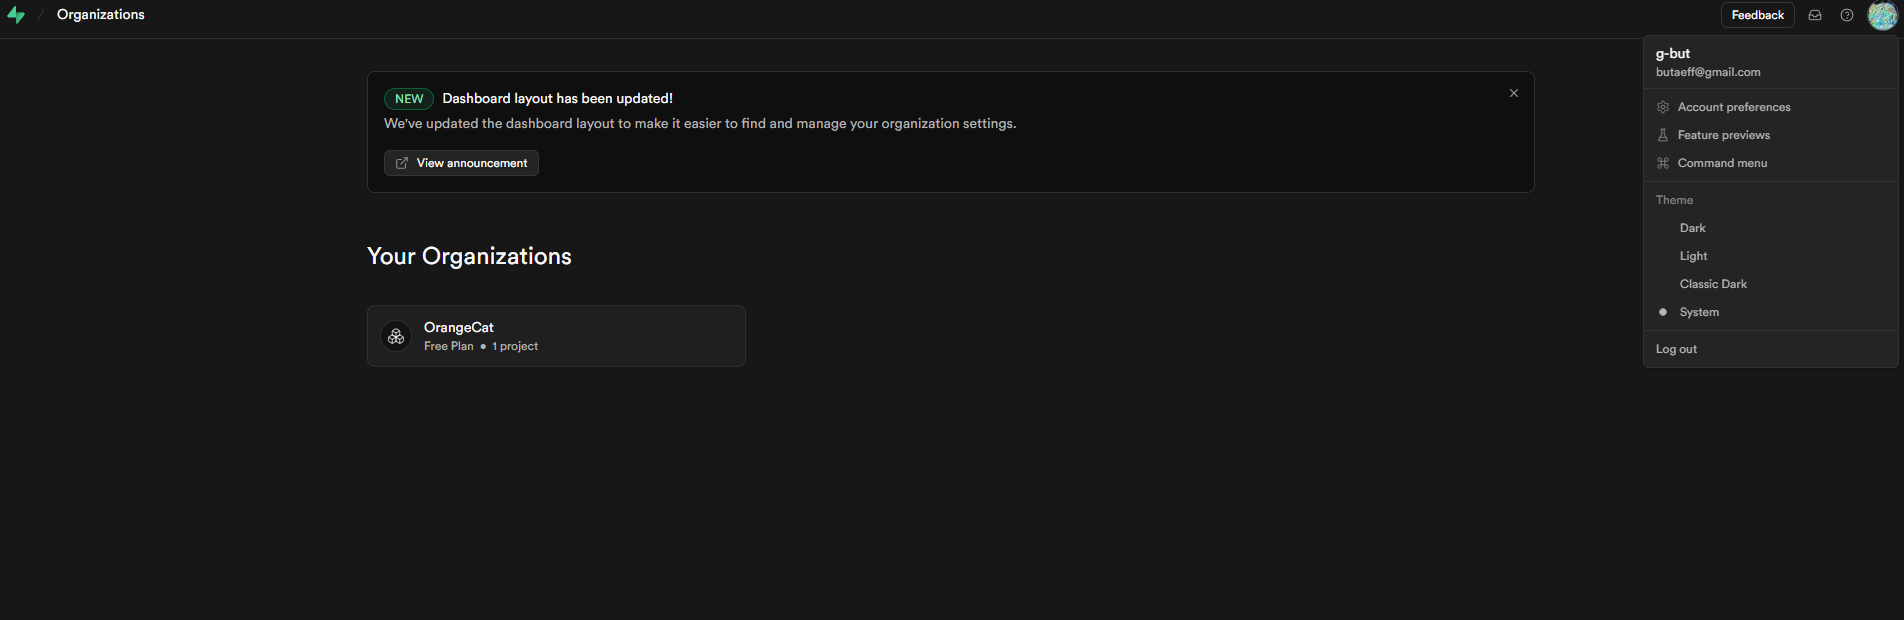 Organizations
Feedback
g-but
butaeff@gmail.com
Account preferences
Feature previews
Command menu
Theme
Dark
Light
Classic Dark
System
Log out
NEW Dashboard layout has been updated!
We've updated the dashboard layout to make it easier to find and manage your organization settings.
View announcement
Your Organizations
OrangeCat
Free Plan • 1 project